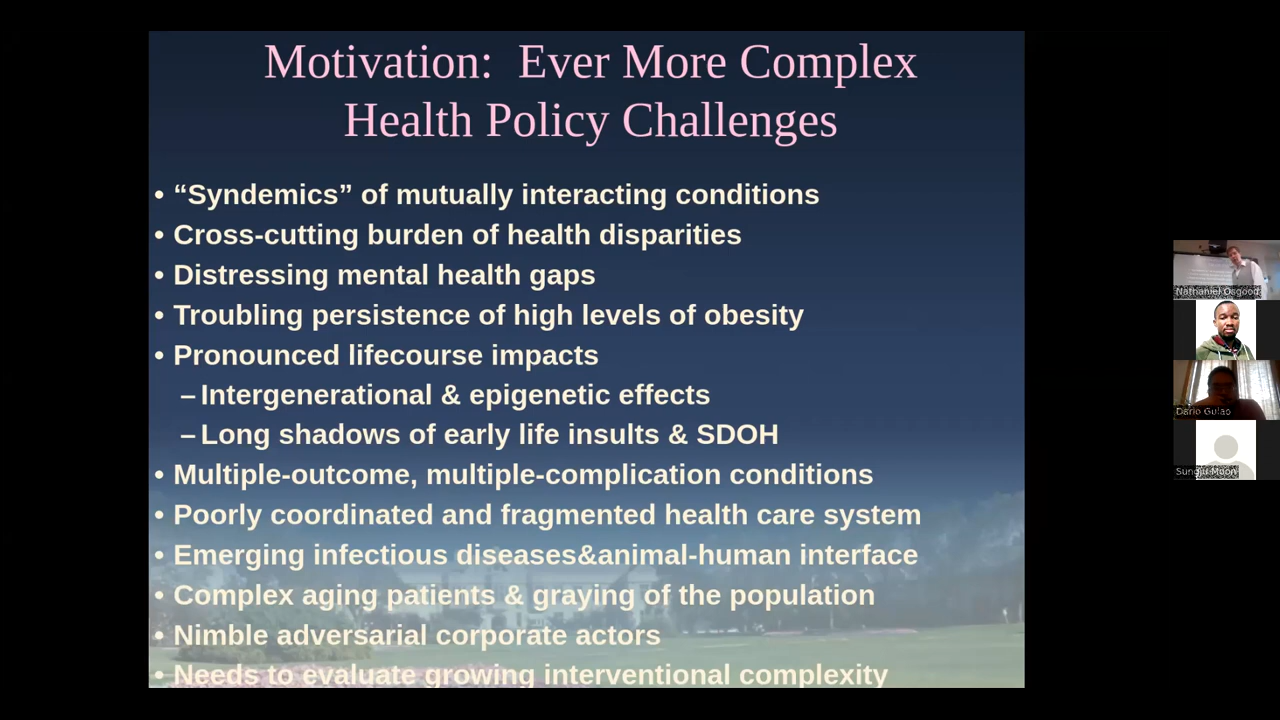 Motivation:  Ever More Complex
Health Policy Challenges
• “Syndemics” of mutually interacting conditions
• Cross-cutting burden of health disparities
• Distressing mental health gaps
• Troubling persistence of high levels of obesity
• Pronounced lifecourse impacts
– Intergenerational & epigenetic effects
– Long shadows of early life insults & SDOH
• Multiple-outcome, multiple-complication conditions
• Poorly coordinated and fragmented health care system
• Emerging infectious diseases&animal-human interface
• Complex aging patients & graying of the population
• Nimble adversarial corporate actors
• Needs to evaluate growing interventional complexity
Nathaniel Osgood
Dario